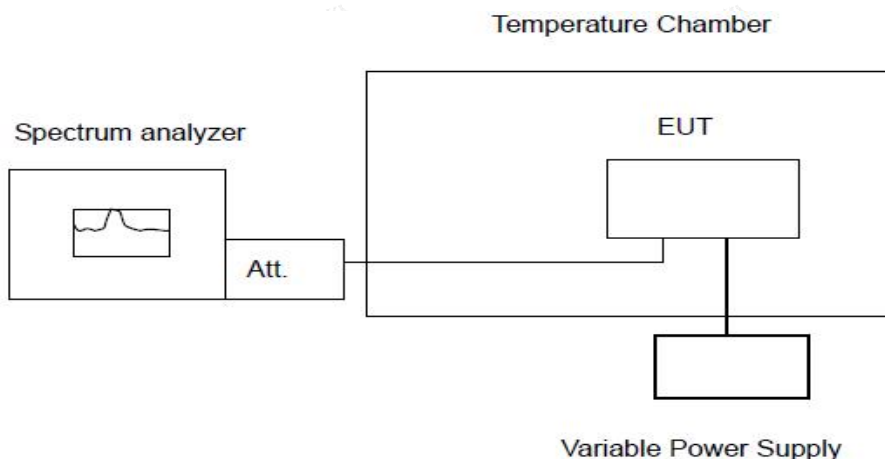 Temperature Chamber
EUT
Spectrum analyzer
Att.
Variable Power Supply